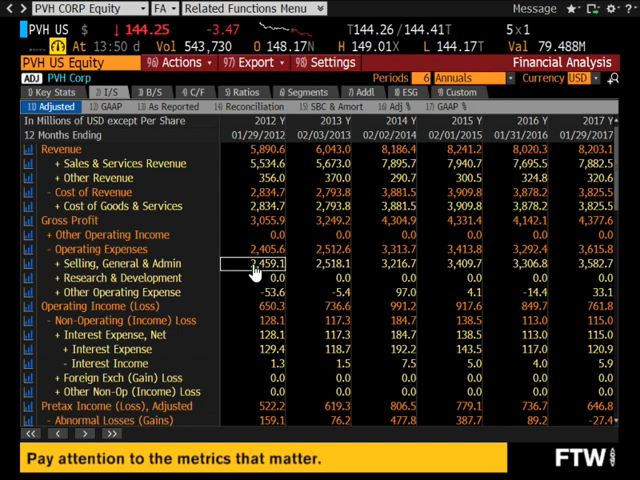 PVH CORP Equity FA Related Functions Menu Message
PVH US 144.25 -3.47 T144.26 / 144.41T 5 x 1
At 13:50 d Vol 543,730 O 148.17N H 149.01X L 144.17T Val 79.488M
PVH US Equity 96) Actions 97) Export 98) Settings Financial Analysis
ADJ PVH Corp Periods 6 Annuals Currency USD
1) Key Stats 2) I/S 3) B/S 4) C/F 5) Ratios 6) Segments 7) Addl 8) ESG 9) Custom
11) Adjusted 12) GAAP 13) As Reported 14) Reconciliation 15) SBC & Amort 16) Adj % 17) GAAP %
In Millions of USD except Per Share 2012 Y 2013 Y 2014 Y 2015 Y 2016 Y 2017 Y
12 Months Ending 01/29/2012 02/03/2013 02/02/2014 02/01/2015 01/31/2016 01/29/2017
Revenue 5,890.6 6,043.0 8,186.4 8,241.2 8,020.3 8,203.1
+ Sales & Services Revenue 5,534.6 5,673.0 7,895.7 7,940.7 7,695.5 7,882.5
+ Other Revenue 356.0 370.0 290.7 300.5 324.8 320.6
- Cost of Revenue 2,834.7 2,793.8 3,881.5 3,909.8 3,878.2 3,825.5
+ Cost of Goods & Services 2,834.7 2,793.8 3,881.5 3,909.8 3,878.2 3,825.5
Gross Profit 3,055.9 3,249.2 4,304.9 4,331.4 4,142.1 4,377.6
+ Other Operating Income 0.0 0.0 0.0 0.0 0.0 0.0
- Operating Expenses 2,405.6 2,512.6 3,313.7 3,413.8 3,292.4 3,615.8
+ Selling, General & Admin 2,459.1 2,518.1 3,216.7 3,409.7 3,306.8 3,582.7
+ Research & Development 0.0 0.0 0.0 0.0 0.0 0.0
+ Other Operating Expense -53.6 -5.4 97.0 4.1 -14.4 33.1
Operating Income (Loss) 650.3 736.6 991.2 917.6 849.7 761.8
- Non-Operating (Income) Loss 128.1 117.3 184.7 138.5 113.0 115.0
+ Interest Expense, Net 128.1 117.3 184.7 138.5 113.0 115.0
+ Interest Expense 129.4 118.7 192.2 143.5 117.0 120.9
- Interest Income 1.3 1.5 7.5 5.0 4.0 5.9
+ Foreign Exch (Gain) Loss 0.0 0.0 0.0 0.0 0.0 0.0
+ Other Non-Op (Income) Loss 0.0 0.0 0.0 0.0 0.0 0.0
Pretax Income (Loss), Adjusted 522.2 619.3 806.5 779.1 736.7 646.8
- Abnormal Losses (Gains) 159.1 76.2 477.8 387.7 89.2 -27.4
Pay attention to the metrics that matter. FTW